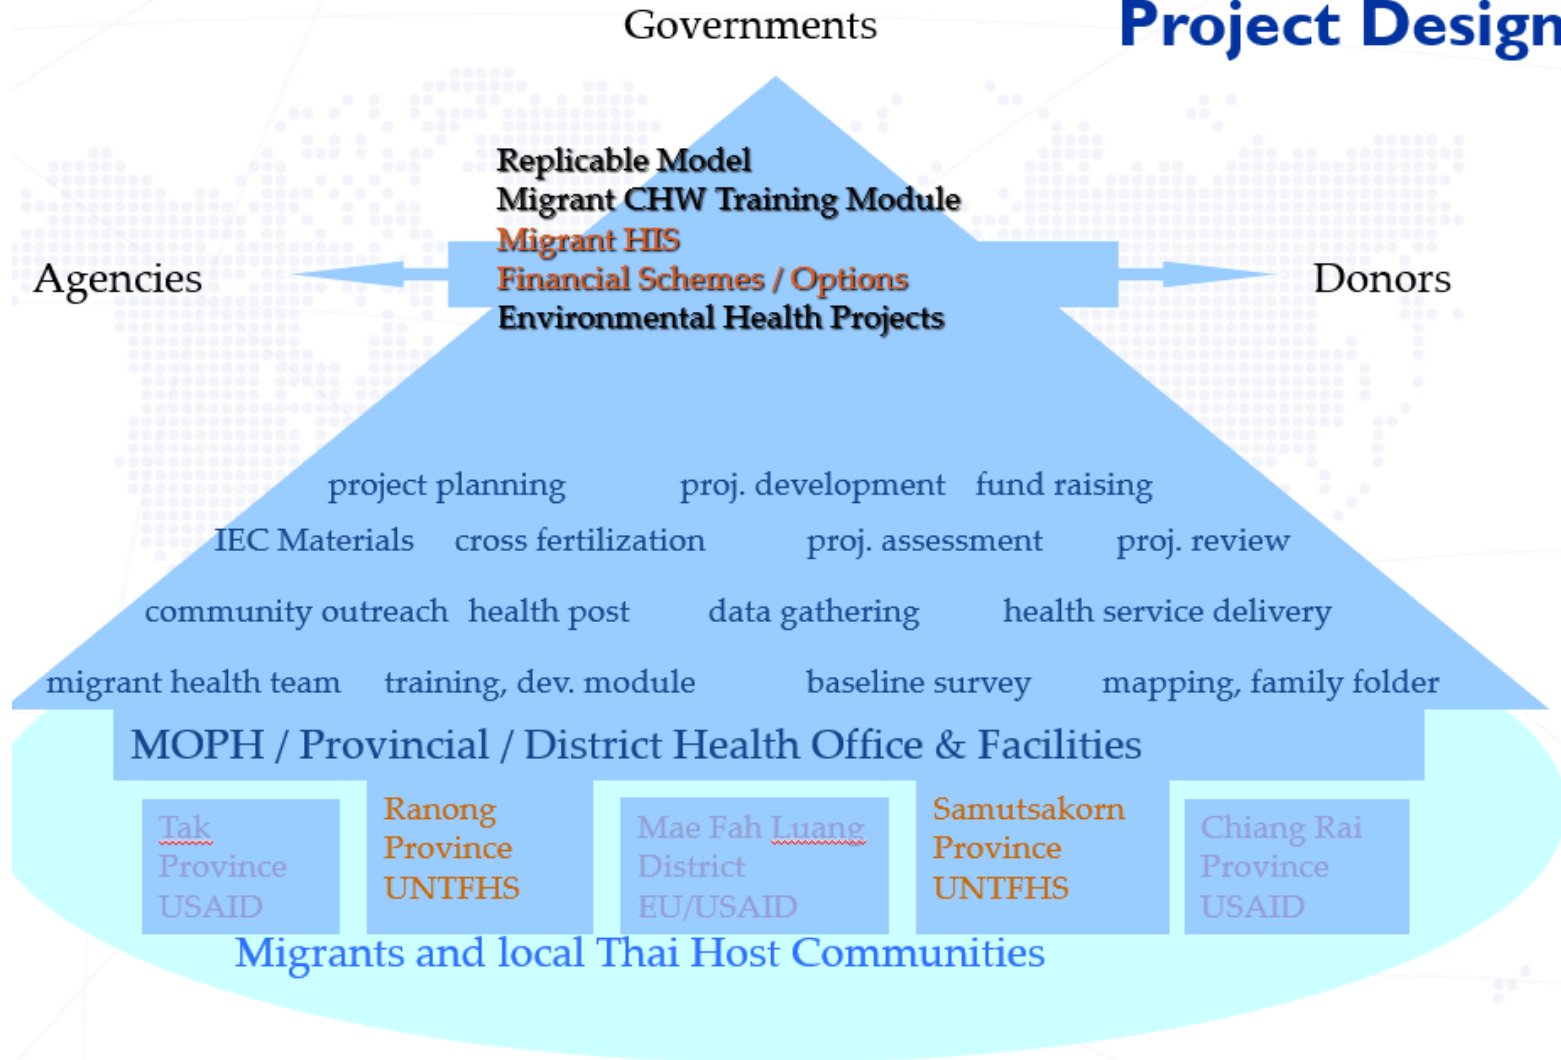 Governments
Project Design
Replicable Model
Migrant CHW Training Module
Migrant HIS
Financial Schemes / Options
Environmental Health Projects
Agencies
Donors
project planning proj. development fund raising
IEC Materials cross fertilization proj. assessment proj. review
community outreach health post data gathering health service delivery
migrant health team training, dev. module baseline survey mapping, family folder
MOPH / Provincial / District Health Office & Facilities
Tak
Province
USAID
Ranong
Province
UNTFHS
Mae Fah Luang
District
EU/USAID
Samutsakorn
Province
UNTFHS
Chiang Rai
Province
USAID
Migrants and local Thai Host Communities